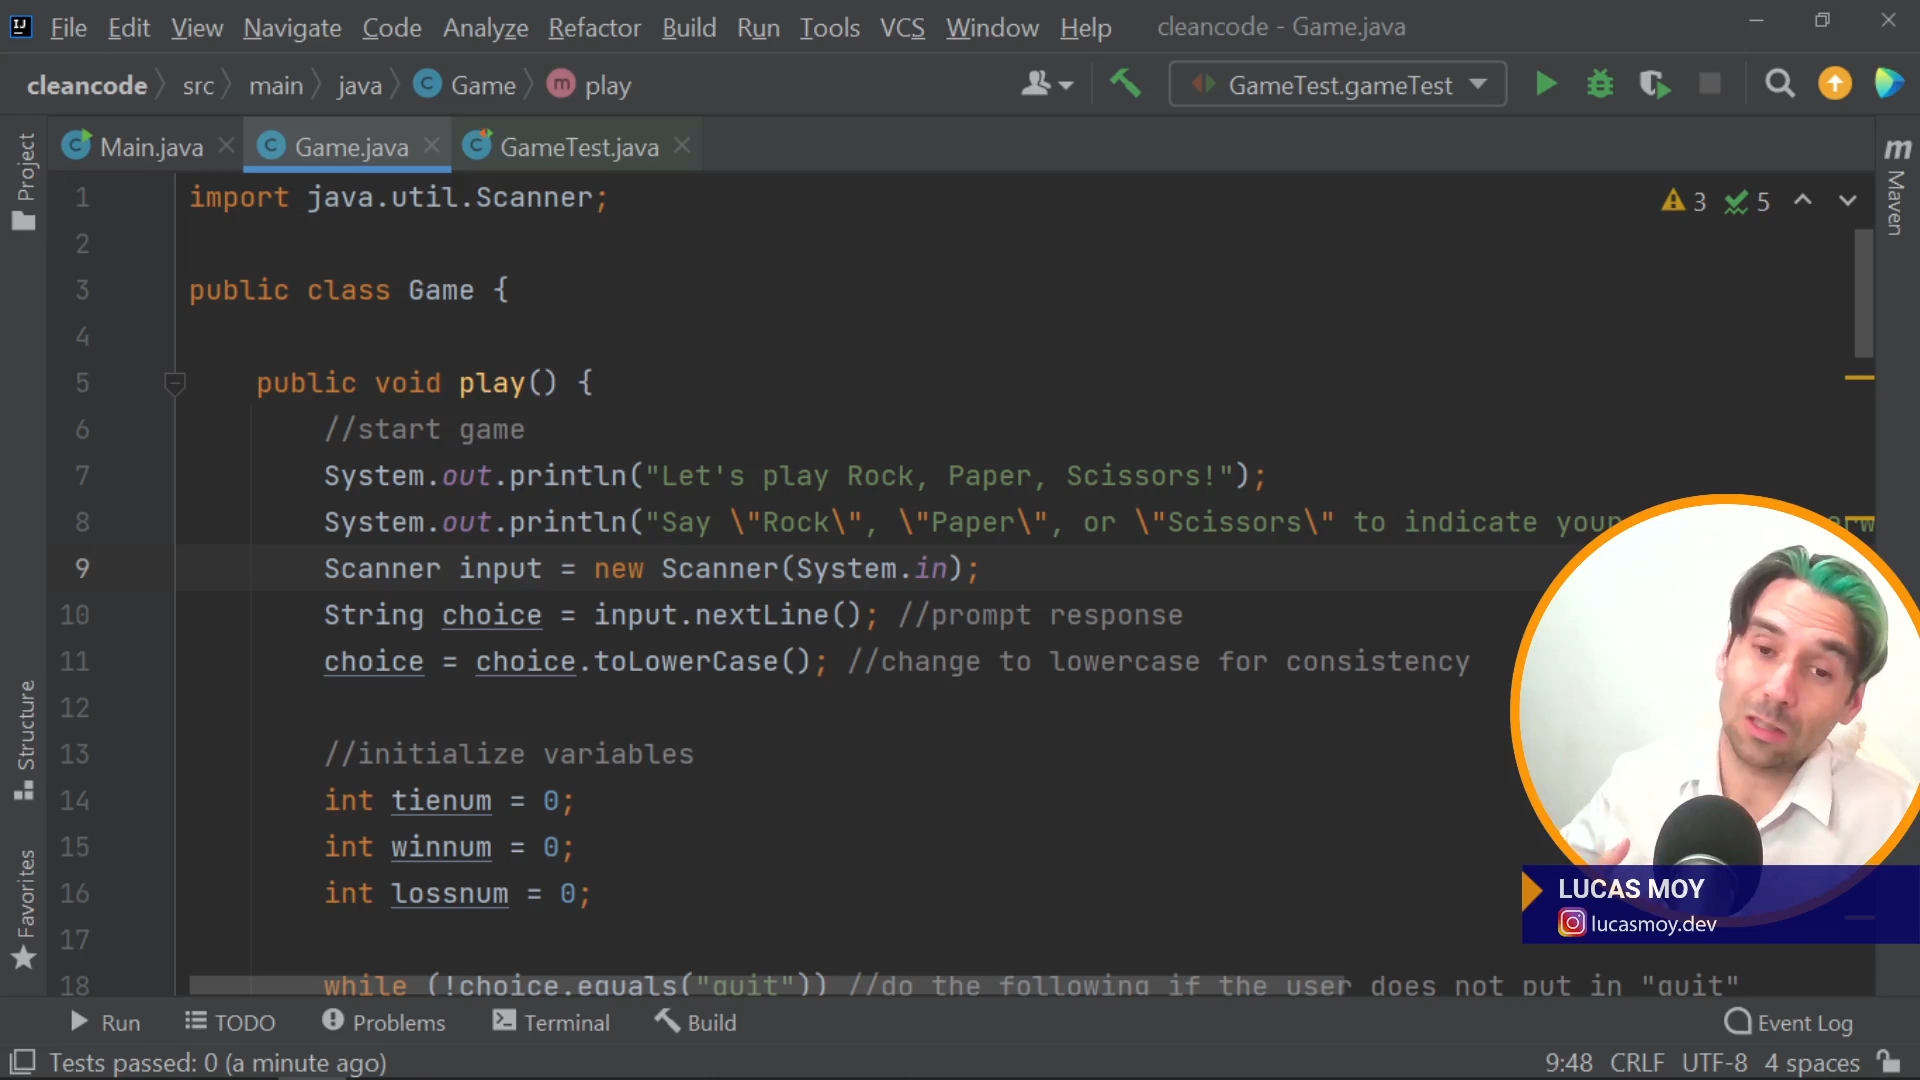 File Edit View Navigate Code Analyze Refactor Build Run Tools VCS Window Help cleancode - Game.java
cleancode src main java C Game m play GameTest.gameTest
Main.java Game.java GameTest.java
Project
Structure
Favorites
m Maven
3 5
1 import java.util.Scanner;
2
3 public class Game {
4
5 public void play() {
6 //start game
7 System.out.println("Let's play Rock, Paper, Scissors!");
8 System.out.println("Say \"Rock\", \"Paper\", or \"Scissors\" to indicate your
9 Scanner input = new Scanner(System.in);
10 String choice = input.nextLine(); //prompt response
11 choice = choice.toLowerCase(); //change to lowercase for consistency
12
13 //initialize variables
14 int tienum = 0;
15 int winnum = 0;
16 int lossnum = 0;
17
18 while (!choice.equals("quit")) //do the following if the user does not put in "quit"
LUCAS MOY
lucasmoy.dev
Run TODO Problems Terminal Build Event Log
Tests passed: 0 (a minute ago) 9:48 CRLF UTF-8 4 spaces